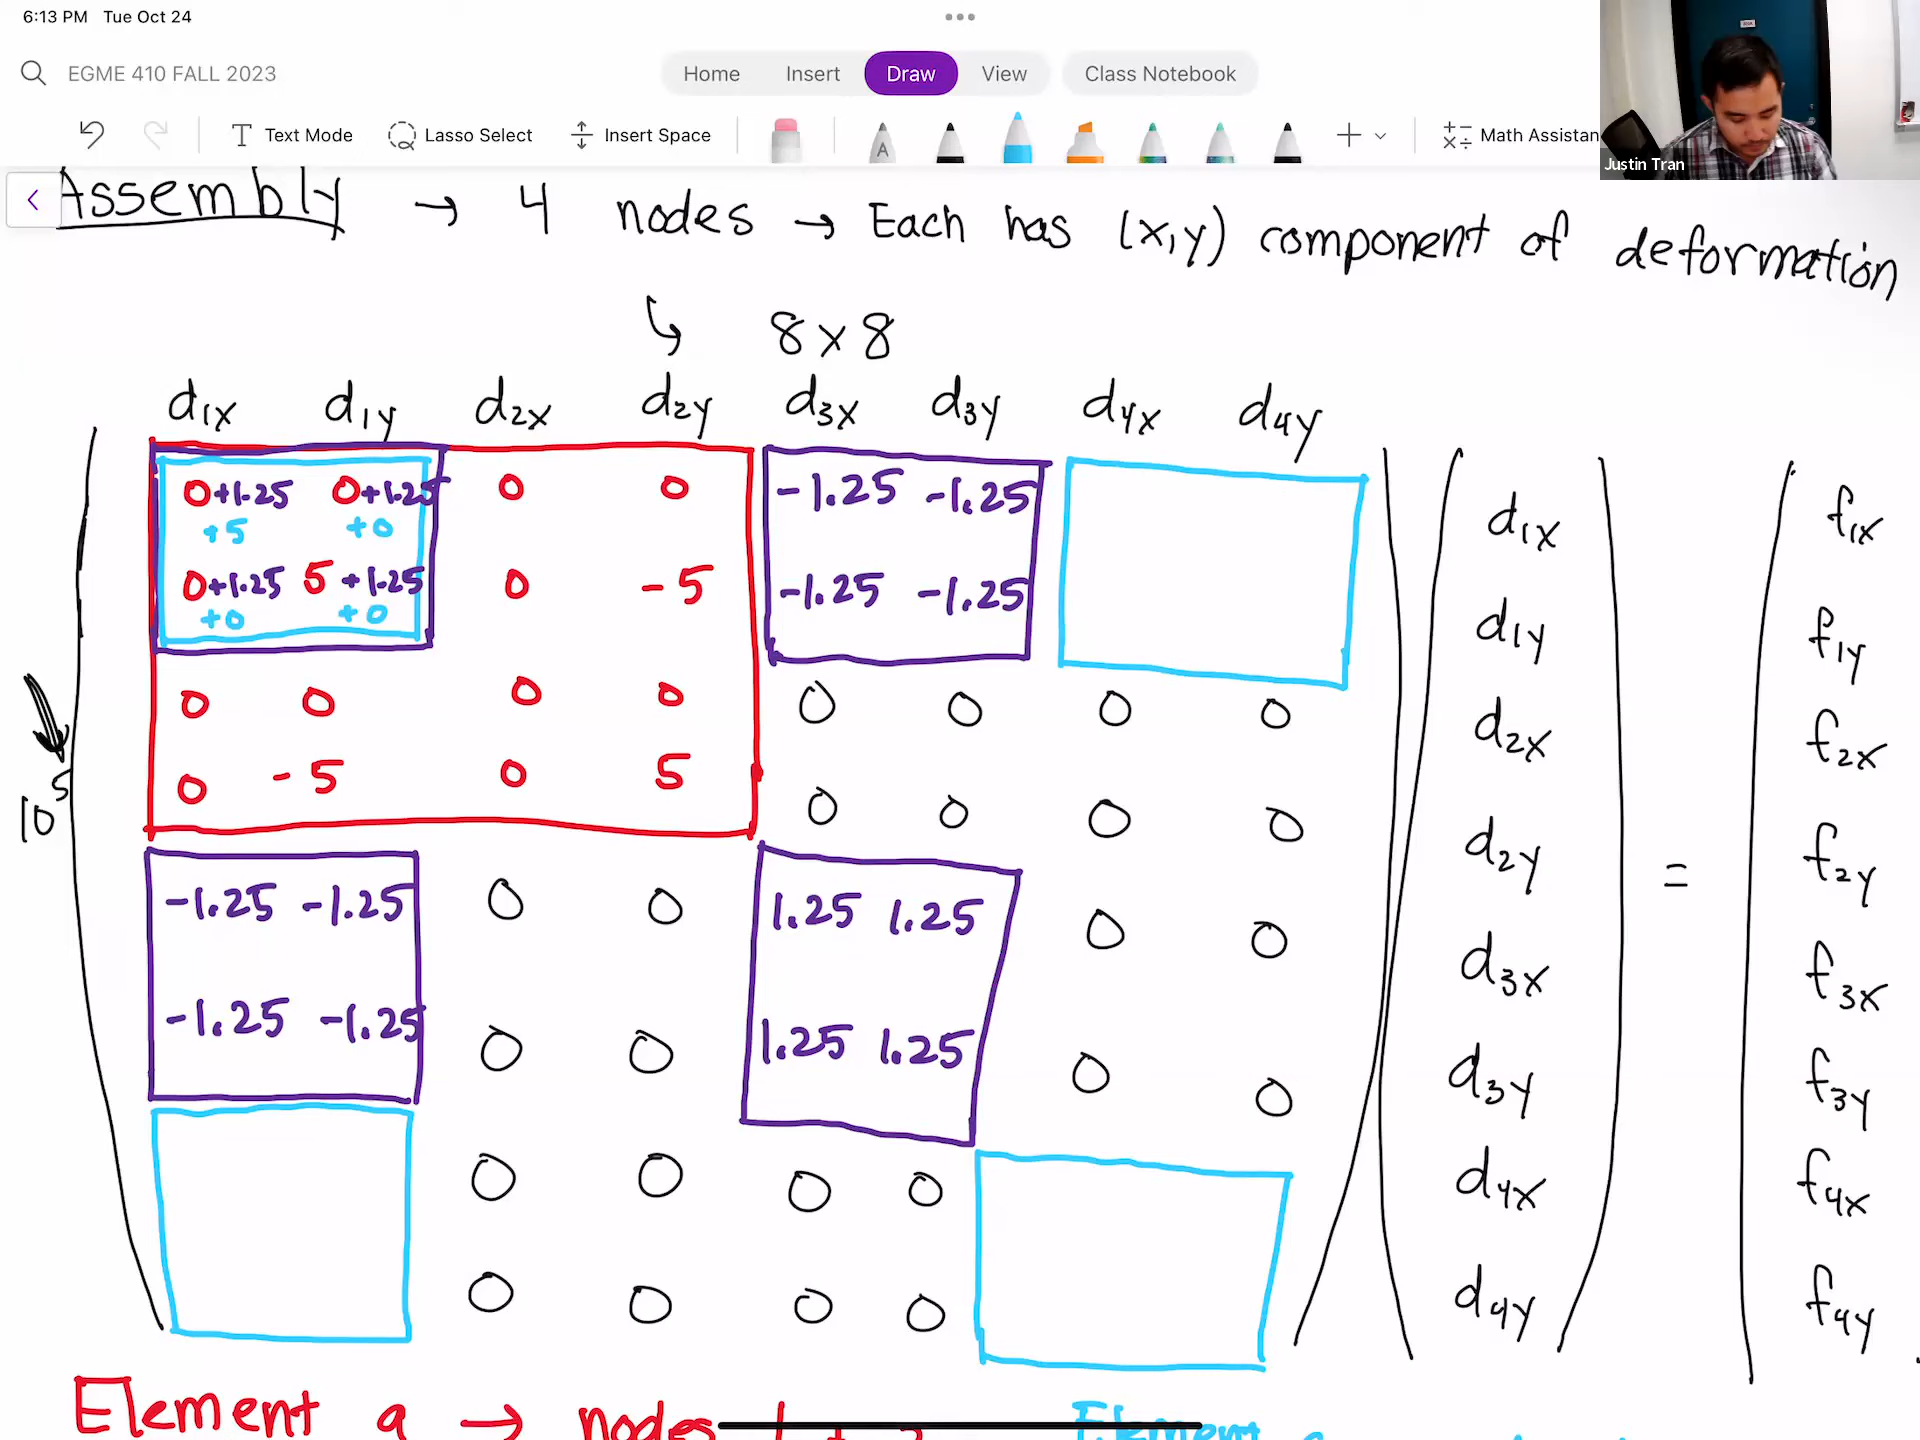 6:13 PM Tue Oct 24
EGME 410 FALL 2023
Home Insert Draw View Class Notebook
Text Mode Lasso Select Insert Space Math Assistan
Justin Tran
Assembly → 4 nodes → Each has (x,y) component of deformation
↳ 8 x 8
d1x d1y d2x d2y d3x d3y d4x d4y
0+1.25 0+1.25 0 0 -1.25 -1.25 d1x f1x
+5 +0
0+1.25 5+1.25 0 -5 -1.25 -1.25 d1y f1y
+0 +0
0 0 0 0 0 0 0 0 d2x f2x
10^5 0 -5 0 5 0 0 0 0 d2y = f2y
-1.25 -1.25 0 0 1.25 1.25 0 0 d3x f3x
-1.25 -1.25 0 0 1.25 1.25 0 0 d3y f3y
0 0 0 0 d4x f4x
0 0 0 0 d4y f4y
Element a → nodes Element